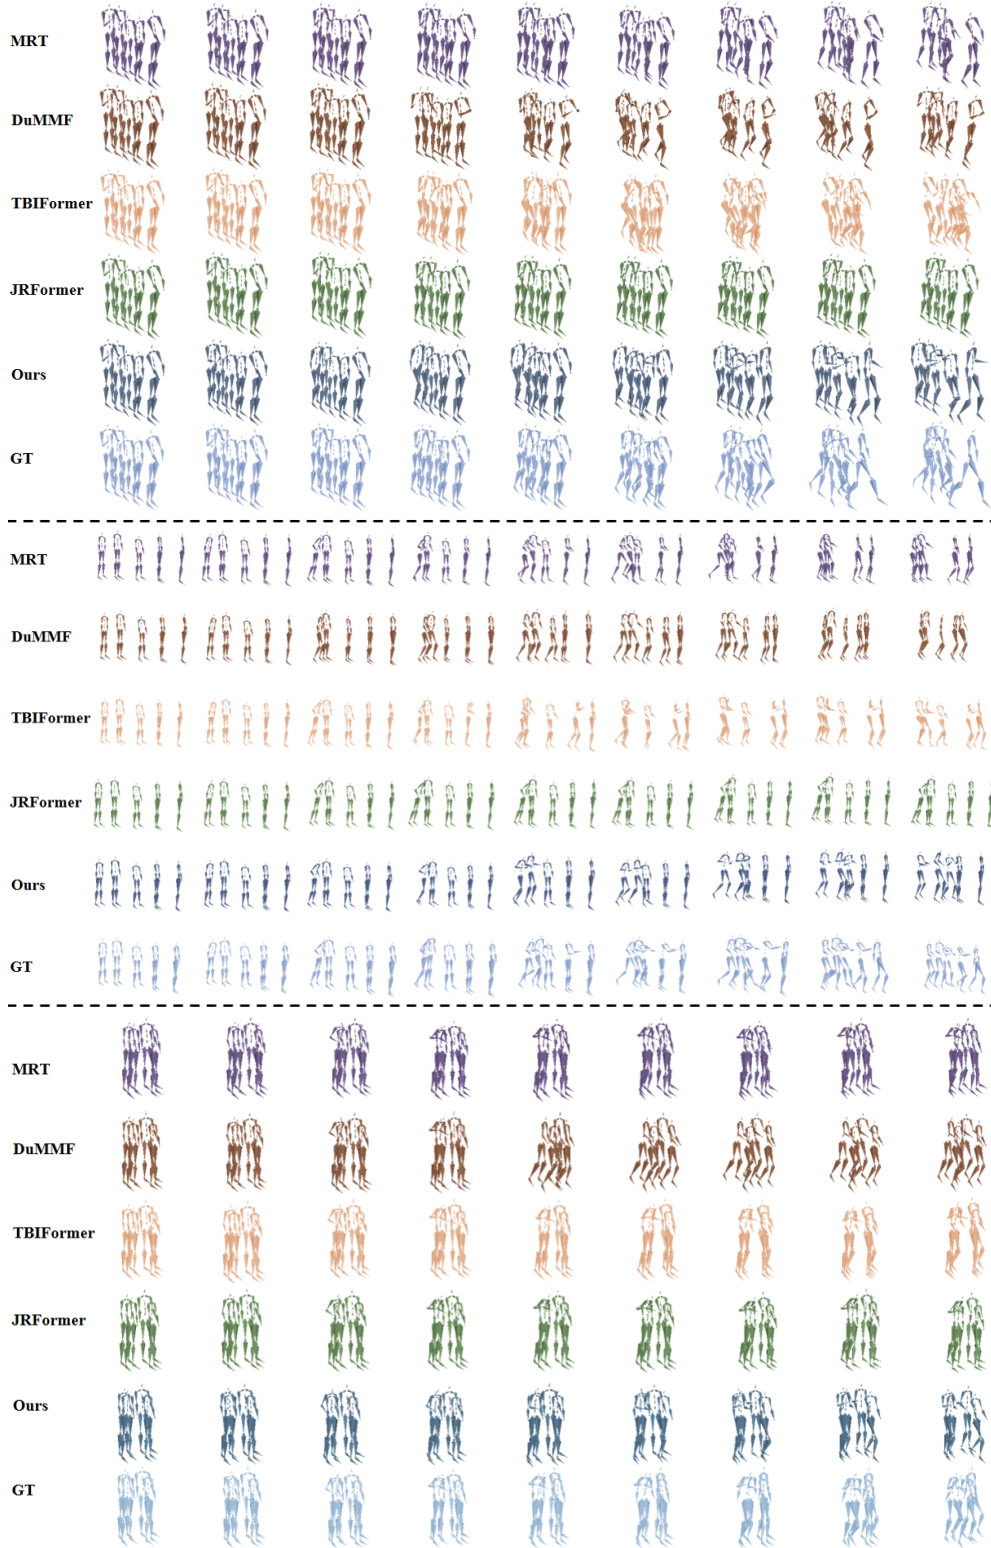 MRT
DuMMF
TBIFormer
JRFormer
Ours
GT
MRT
DuMMF
TBIFormer
JRFormer
Ours
GT
MRT
DuMMF
TBIFormer
JRFormer
Ours
GT